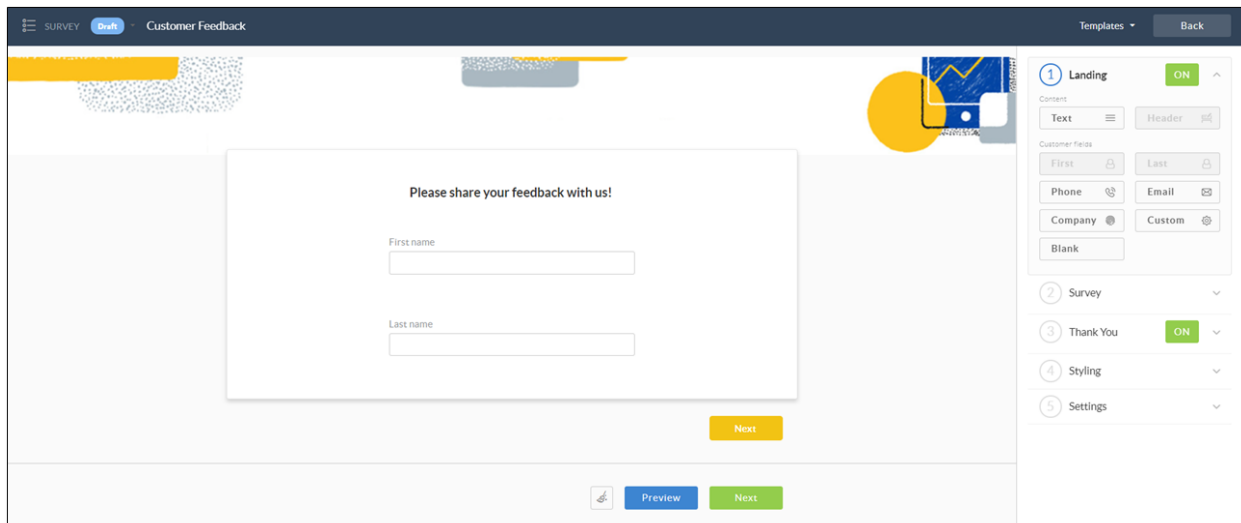 SURVEY Draft Customer Feedback Templates Back
Please share your feedback with us!
First name
Last name
Next
Preview Next
1 Landing ON
Content
Text Header
Customer fields
First Last
Phone Email
Company Custom
Blank
2 Survey
3 Thank You ON
4 Styling
5 Settings